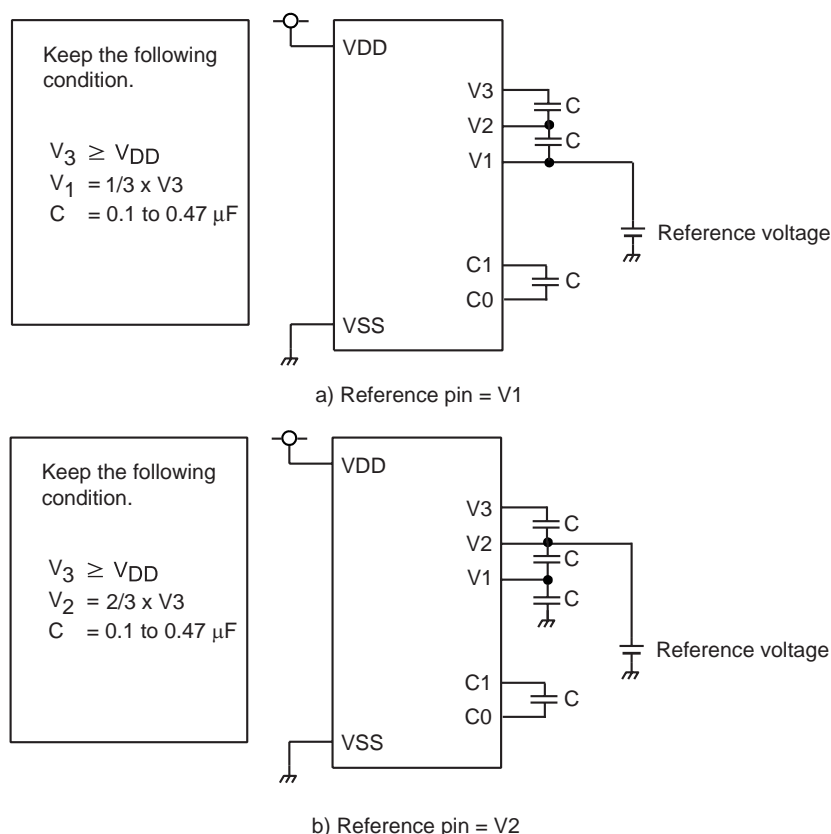 Keep the following
condition.
V3 ≥ VDD
V1 = 1/3 x V3
C = 0.1 to 0.47 μF
VDD
V3
C
V2
C
V1
Reference voltage
C1
C
C0
VSS
a) Reference pin = V1
Keep the following
condition.
V3 ≥ VDD
V2 = 2/3 x V3
C = 0.1 to 0.47 μF
VDD
V3
C
V2
C
V1
C
Reference voltage
C1
C
C0
VSS
b) Reference pin = V2